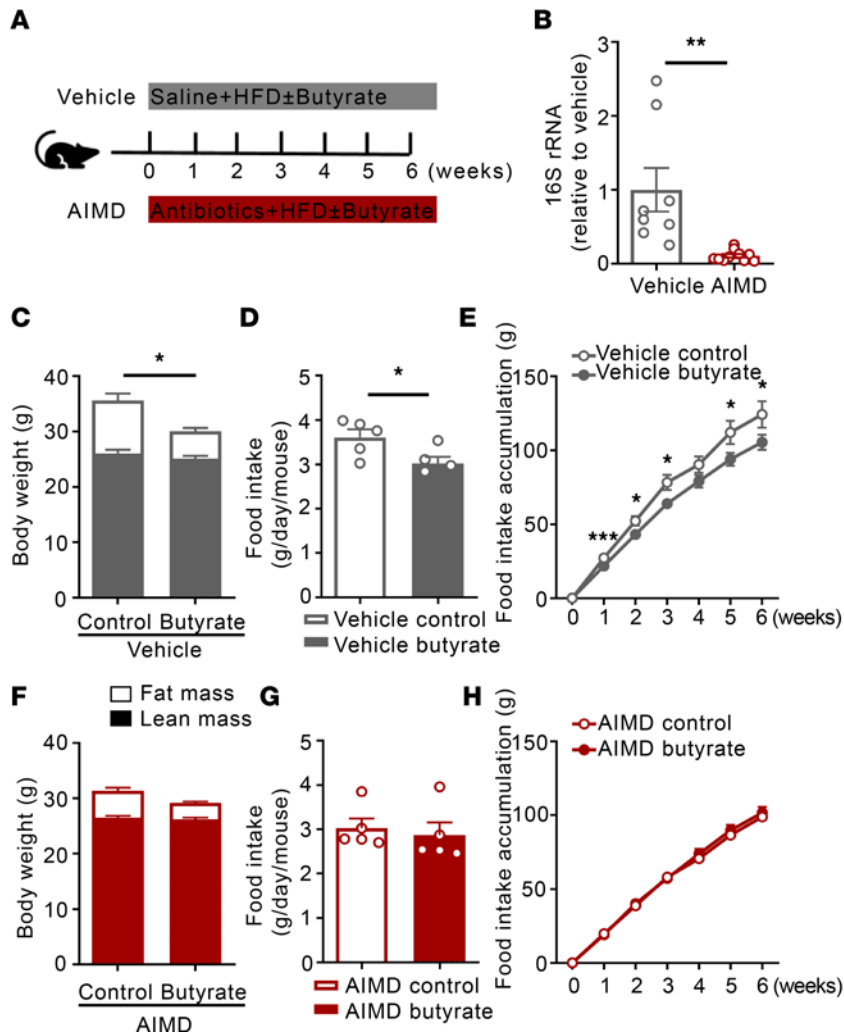 A
Vehicle
Saline+HFD±Butyrate
0 1 2 3 4 5 6 (weeks)
AIMD
Antibiotics+HFD±Butyrate
B
16S rRNA
(relative to vehicle)
3
2
1
0
**
Vehicle AIMD
C
Body weight (g)
40
30
20
10
0
*
Control Butyrate
Vehicle
D
Food intake
(g/day/mouse)
5
4
3
2
1
0
*
Vehicle control
Vehicle butyrate
E
Food intake accumulation (g)
150
100
50
0
Vehicle control
Vehicle butyrate
***
*
*
*
*
0 1 2 3 4 5 6 (weeks)
F
Fat mass
Lean mass
Body weight (g)
40
30
20
10
0
Control Butyrate
AIMD
G
Food intake
(g/day/mouse)
5
4
3
2
1
0
AIMD control
AIMD butyrate
H
Food intake accumulation (g)
150
100
50
0
AIMD control
AIMD butyrate
0 1 2 3 4 5 6 (weeks)